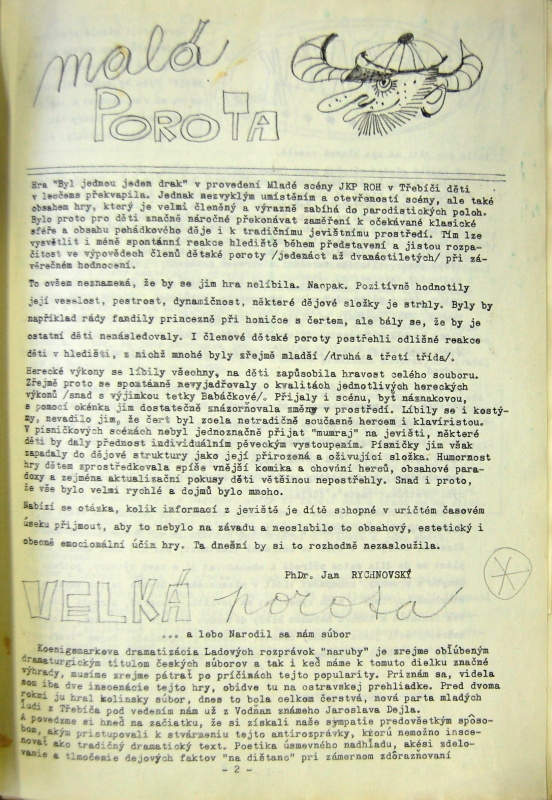 malá
POROTA
Hra "Byl jednou jeden drak" v provedení Mladé scény JKP ROH v Třebíči děti
v lecčems překvapila. Jednak nezvyklým umístěním a otevřeností scény, ale také
obsahem hry, který je velmi členěný a výrazně zabíhá do parodistických poloh.
Bylo proto pro děti značně náročné překonávat zaměření k očekávané klasické
sféře a obsahu pohádkového děje i k tradičnímu jevištnímu prostředí. Tím lze
vysvětlit i méně spontánní reakce hlediště během představení a jistou rozpa-
čitost ve výpovědech členů dětské poroty /jedenáct až dvanáctiletých/ při zá-
věrečném hodnocení.
To ovšem neznamená, že by se jim hra nelíbila. Naopak. Pozitivně hodnotily
její veselost, pestrost, dynamičnost, některé dějové složky je strhly. Byly by
například rády fandily princezně při honičce s čertem, ale bály se, že by je
ostatní děti nenásledovaly. I členové dětské poroty postřehli odlišné reakce
dětí v hledišti, z nichž mnohé byly zřejmě mladší /druhá a třetí třída/.
Herecké výkony se líbily všechny, na děti zapůsobila hravost celého souboru.
Zřejmě proto se spontánně nevyjadřovaly o kvalitách jednotlivých hereckých
výkonů /snad s výjimkou tetky Babáčkové/. Přijaly i scénu, byť náznakovou,
s pomocí okénka jim dostatečně znázorňovala změny v prostředí. Líbily se i kostý-
my, nevadilo jim, že čert byl zcela netradičně současným hercem i klavíristou.
V písničkových scénách nebyl jednoznačně přijat "mumraj" na jevišti, některé
děti by daly přednost individuálním pěveckým vystoupením. Písničky jim však
zapadaly do dějové struktury jako její přirozená a oživující složka. Humornost
hry dětem zprostředkovala spíše vnější komika a chování herců, obsahové para-
doxy a zejména aktualizační pokusy děti většinou nepostřehly. Snad i proto,
že vše bylo velmi rychlé a dojmů bylo mnoho.
Nabízí se otázka, kolik informací z jeviště je dítě schopné v určitém časovém
úseku přijmout, aby to nebylo na závadu a neoslabilo to obsahový, estetický i
obecně emocionální účin hry. Ta dnešní by si to rozhodně nezasloužila.
PhDr. Jan RYCHNOVSKÝ
VELKÁ porota
... a lebo Narodil sa nám súbor
Koenigsmarkova dramatizácia Ladových rozprávok "naruby" je zrejme obľúbeným
dramaturgickým titulom českých súborov a tak i keď máme k tomuto dielku značné
výhrady, musíme zrejme pátrať po príčinách tejto popularity. Priznám sa, videla
som iba dve inscenácie tejto hry, obidve tu na ostravskej prehliadke. Pred dvoma
rokmi ju hral kolínsky súbor, dnes to bola celkom čerstvá, nová parta mladých
ľudí z Třebíča pod vedením nám už z Vodňan známeho Jaroslava Dejla.
A povedzme si hneď na začiatku, že si získali naše sympatie predovšetkým spôso-
bom, akým pristupovali k stvárneniu tejto antirozprávky, ktorú nemožno insce-
novať ako tradičný dramatický text. Poetika úsmevného nadhľadu, akési zdelo-
vanie a tlmočenie dejových faktov "na dištanc" pri zámernom zdôrazňovaní
- 2 -